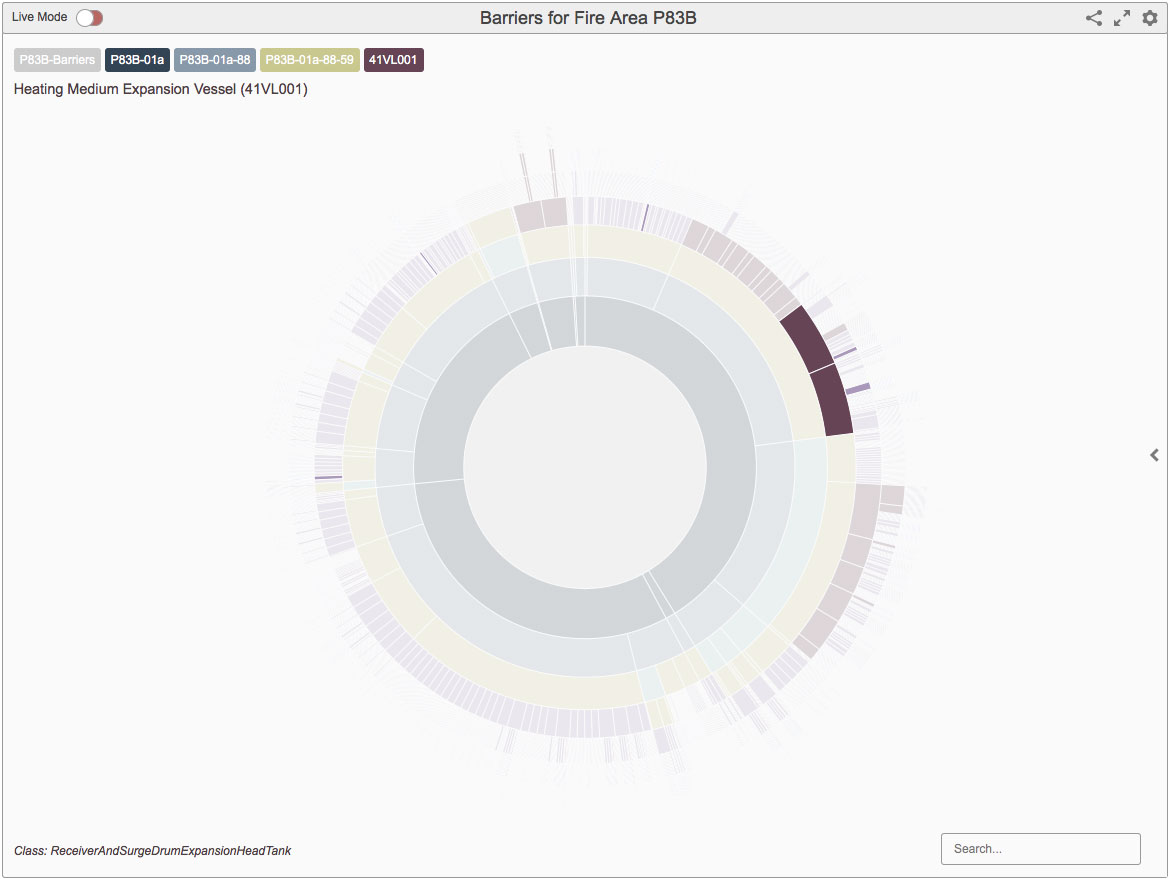 Live Mode
Barriers for Fire Area P83B
P83B-Barriers P83B-01a P83B-01a-88 P83B-01a-88-59 41VL001
Heating Medium Expansion Vessel (41VL001)
Class: ReceiverAndSurgeDrumExpansionHeadTank
Search...